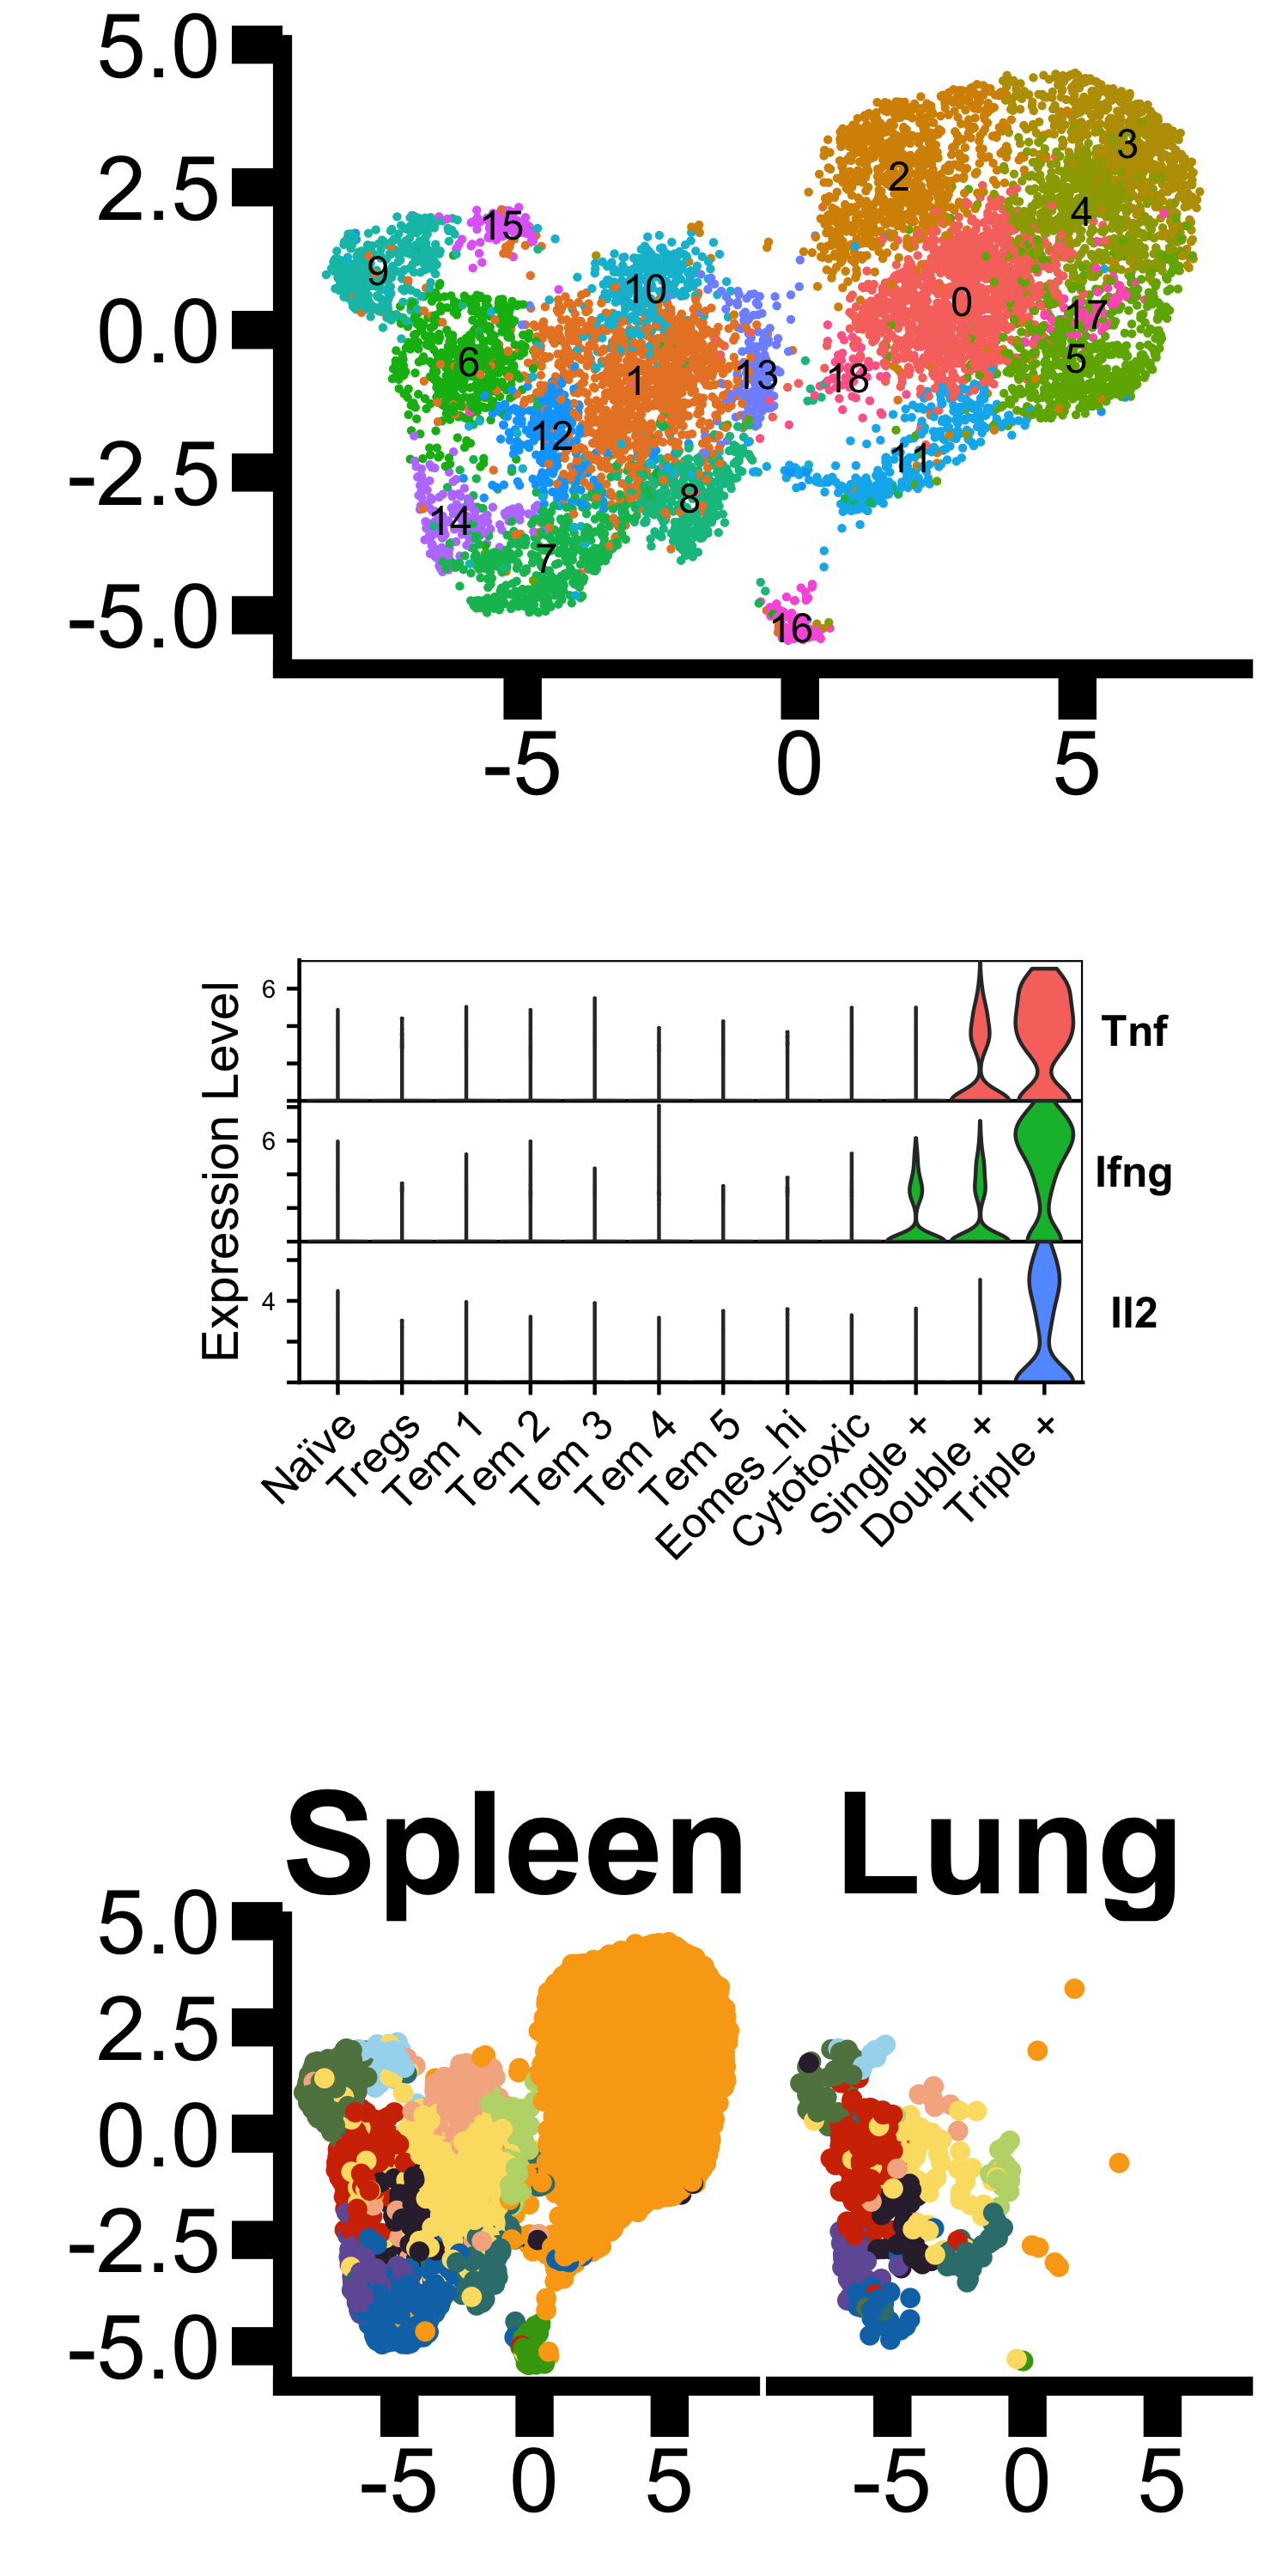 5.0
2.5
0.0
-2.5
-5.0
-5 0 5
3
2
4
15
9
10
0
17
6
5
13
18
1
12
11
8
14
7
16
Expression Level
6
Tnf
6
Ifng
4
Il2
Naïve
Tregs
Tem 1
Tem 2
Tem 3
Tem 4
Tem 5
Eomes_hi
Cytotoxic
Single +
Double +
Triple +
Spleen Lung
5.0
2.5
0.0
-2.5
-5.0
-5 0 5 -5 0 5